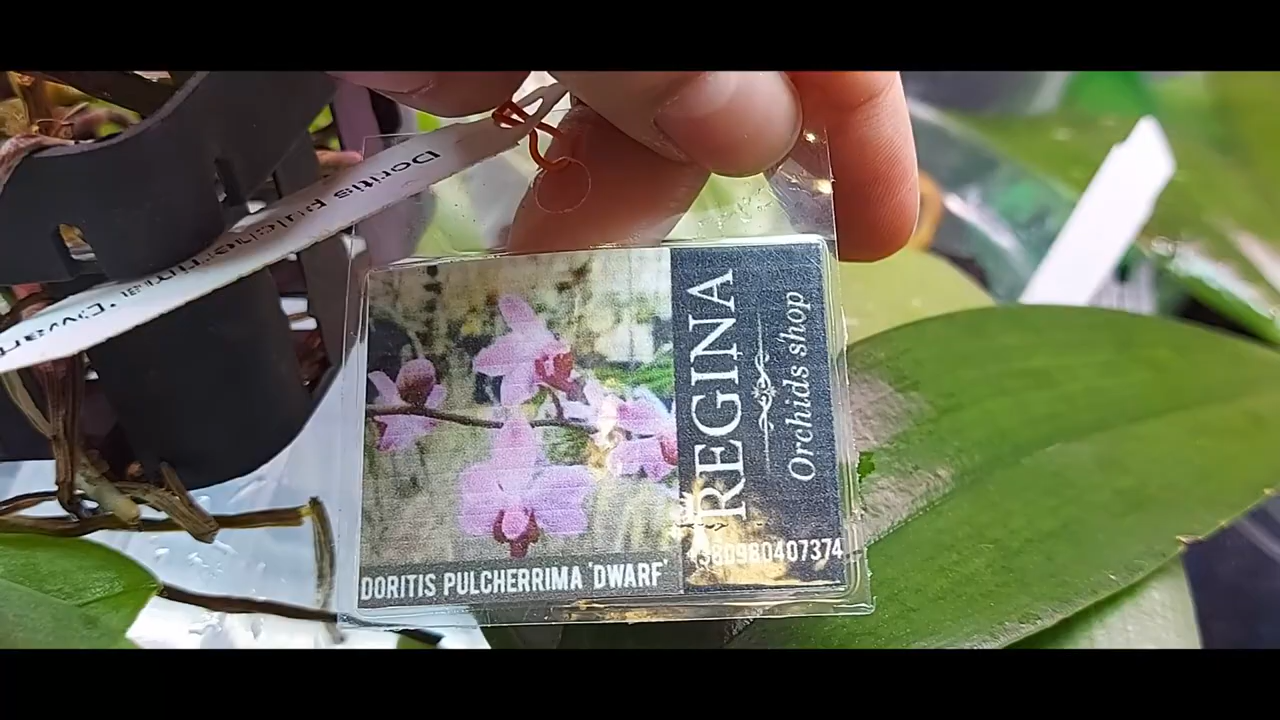 Doritis pulcherrima 'Dwarf
REGINA
Orchids shop
+380980407374
DORITIS PULCHERRIMA 'DWARF'